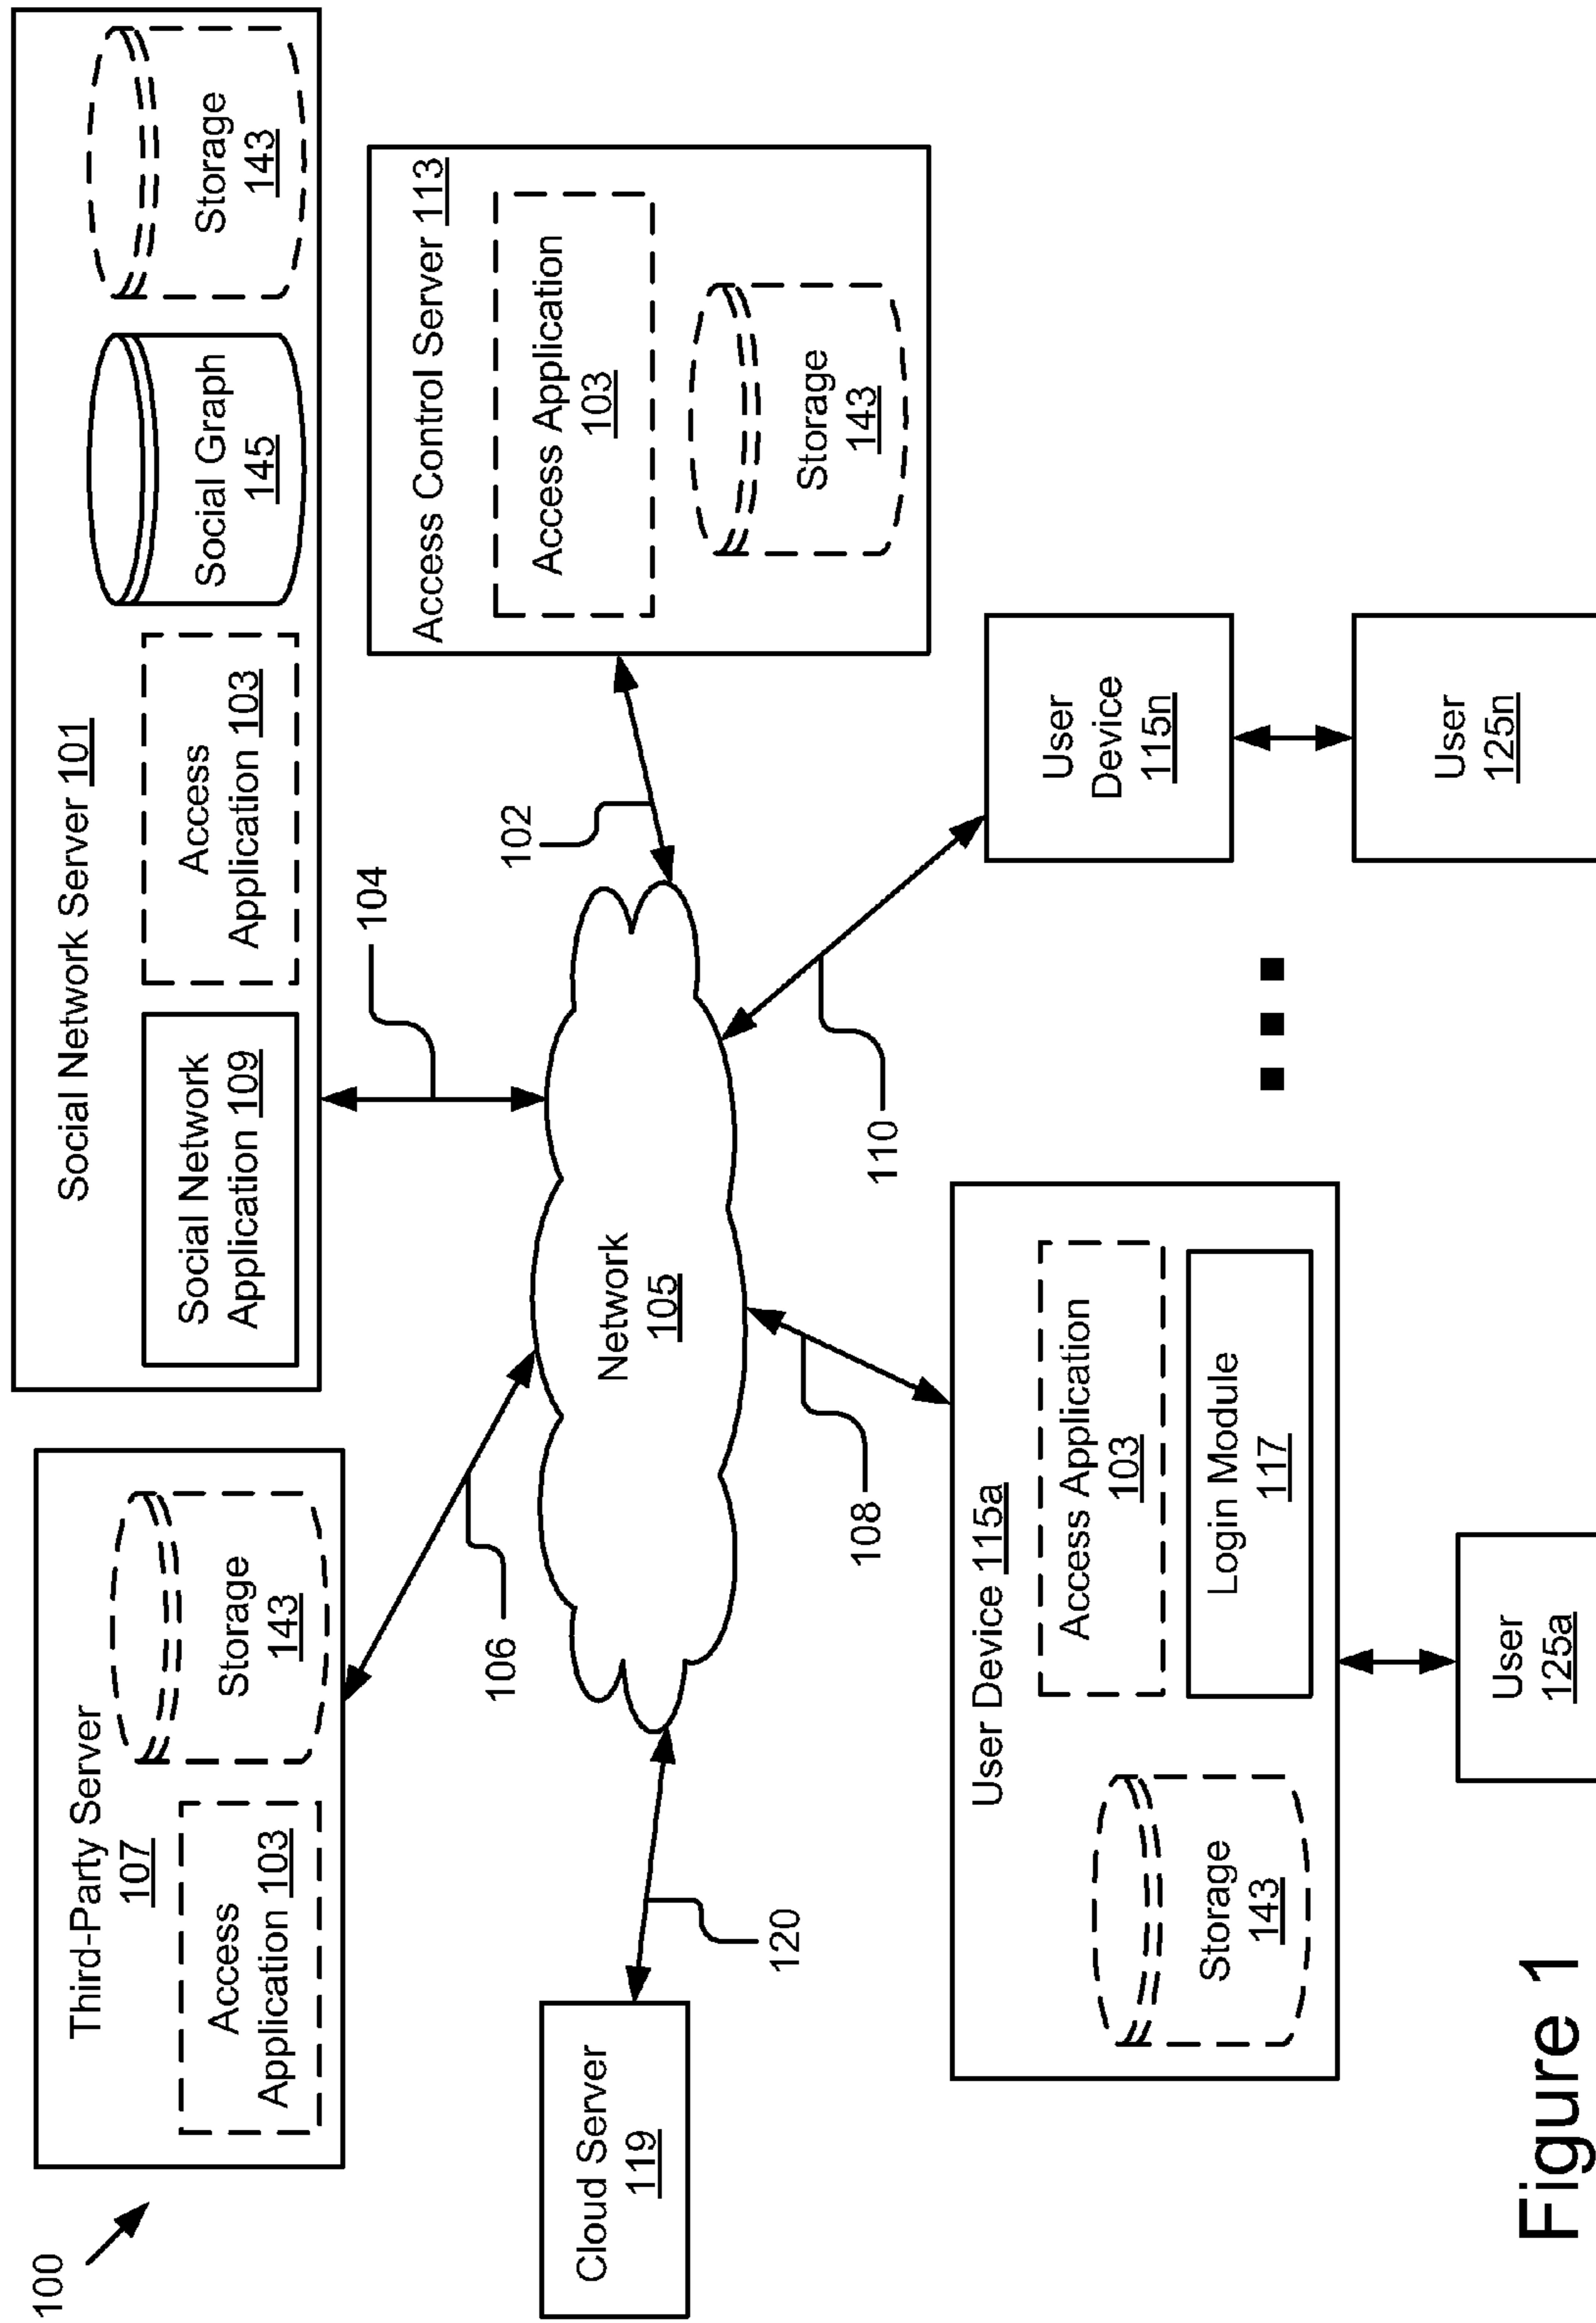 100
Third-Party Server
107
Access
Application 103
Storage
143
Social Network Server 101
Social Network
Application 109
Access
Application 103
Social Graph
145
Storage
143
106
104
102
Access Control Server 113
Access Application
103
Storage
143
Cloud Server
119
120
Network
105
108
110
User Device 115a
Storage
143
Access Application
103
Login Module
117
User
Device
115n
User
125a
User
125n
Figure 1